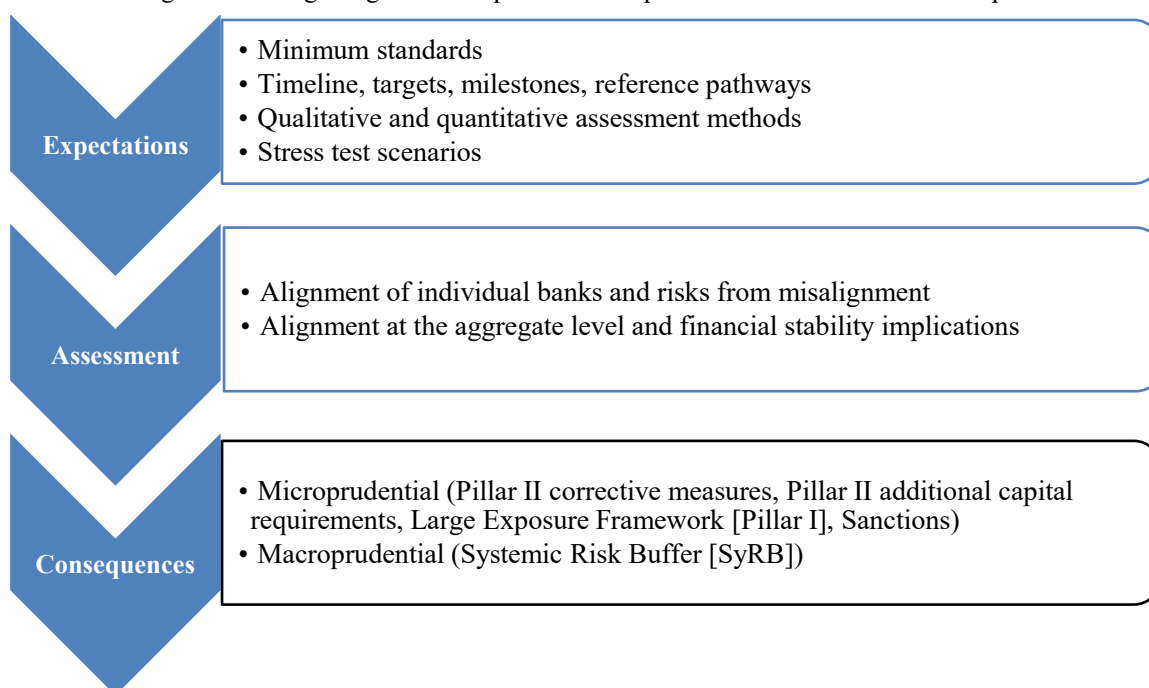 Expectations
• Minimum standards
• Timeline, targets, milestones, reference pathways
• Qualitative and quantitative assessment methods
• Stress test scenarios
Assessment
• Alignment of individual banks and risks from misalignment
• Alignment at the aggregate level and financial stability implications
Consequences
• Microprudential (Pillar II corrective measures, Pillar II additional capital
requirements, Large Exposure Framework [Pillar I], Sanctions)
• Macroprudential (Systemic Risk Buffer [SyRB])